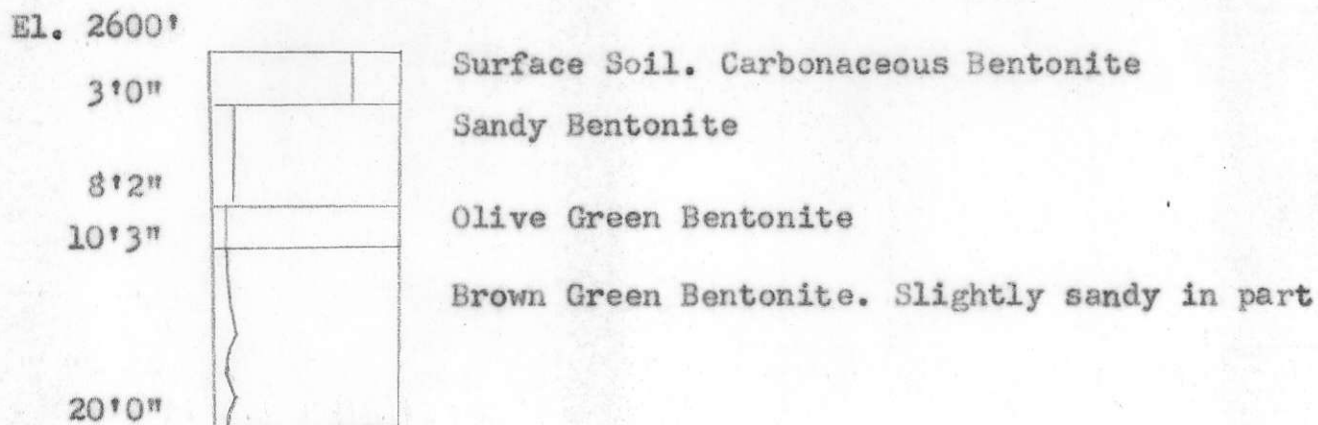 El. 2600'
Surface Soil. Carbonaceous Bentonite
3'0"
Sandy Bentonite
8'2"
Olive Green Bentonite
10'3"
Brown Green Bentonite. Slightly sandy in part
20'0"